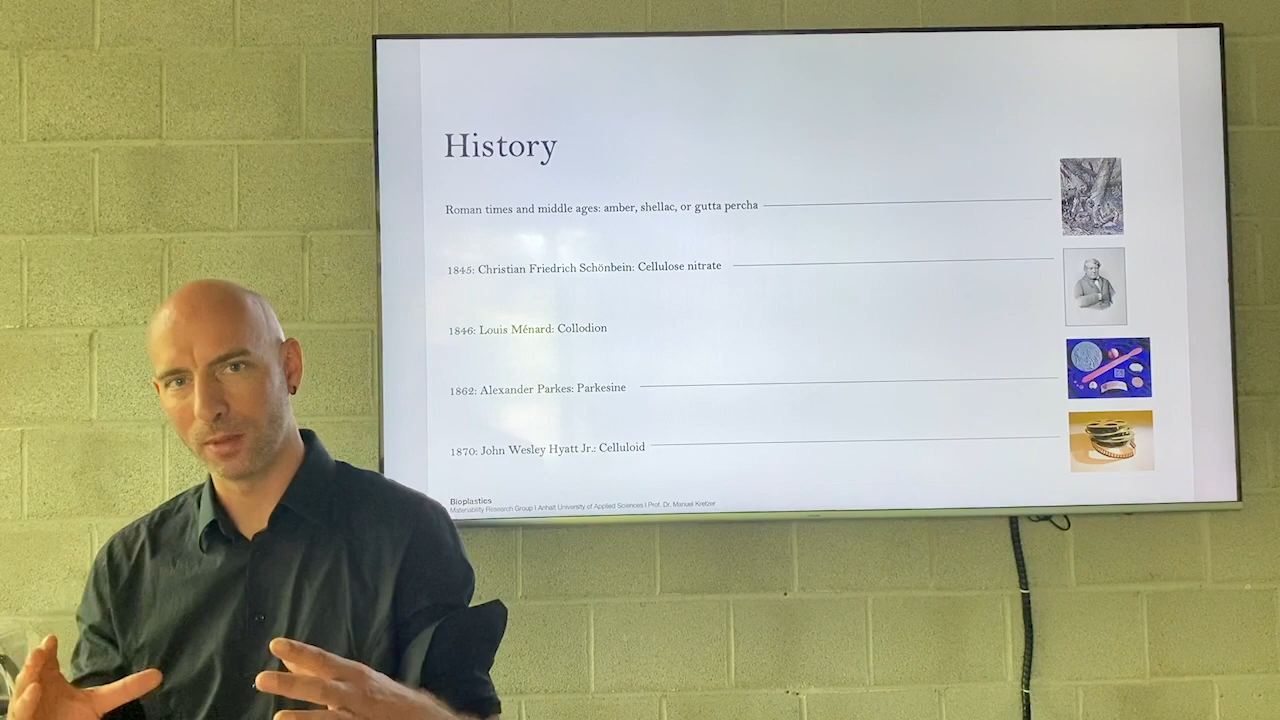 History
Roman times and middle ages: amber, shellac, or gutta percha
1845: Christian Friedrich Schönbein: Cellulose nitrate
1846: Louis Ménard: Collodion
1862: Alexander Parkes: Parkesine
1870: John Wesley Hyatt Jr.: Celluloid
Bioplastics
Materiability Research Group | Anhalt University of Applied Sciences | Prof. Dr. Manuel Kretzer